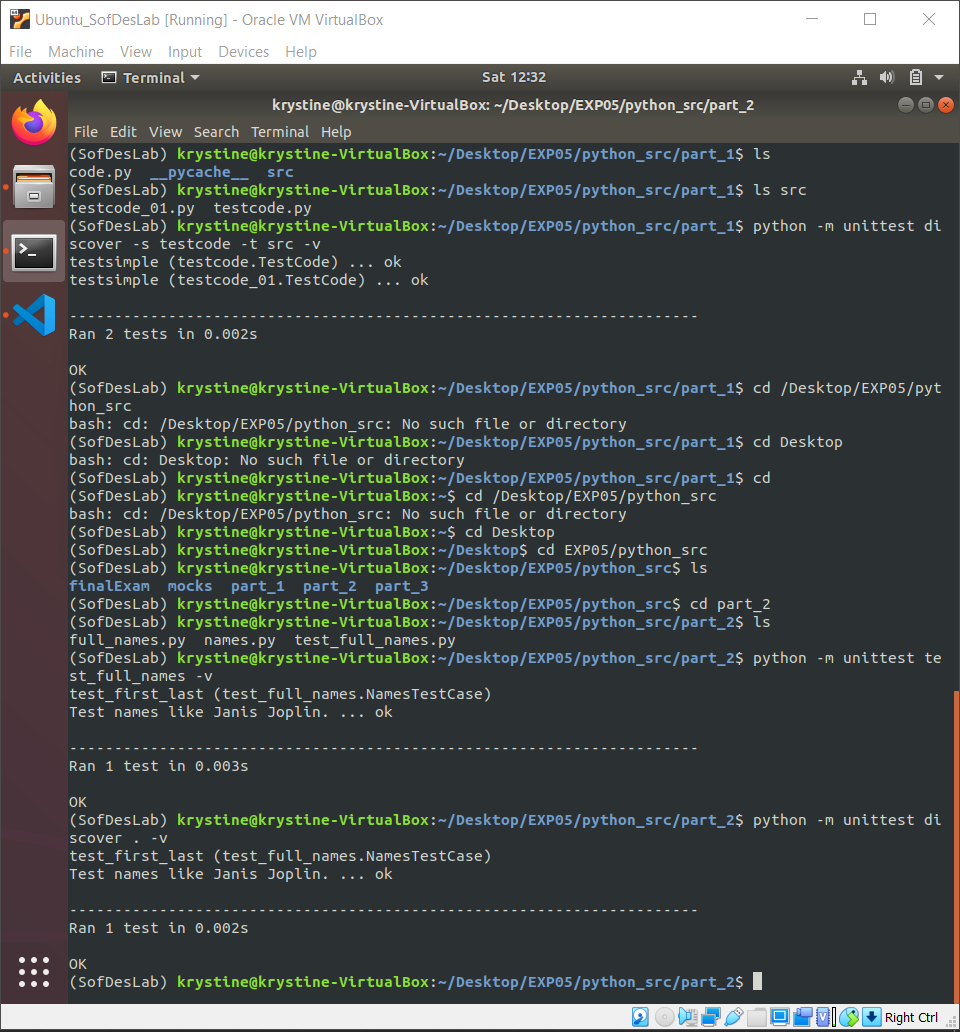 Ubuntu_SofDesLab [Running] - Oracle VM VirtualBox
File Machine View Input Devices Help
Activities Terminal Sat 12:32
krystine@krystine-VirtualBox: ~/Desktop/EXP05/python_src/part_2
File Edit View Search Terminal Help
(SofDesLab) krystine@krystine-VirtualBox:~/Desktop/EXP05/python_src/part_1$ ls
code.py  __pycache__  src
(SofDesLab) krystine@krystine-VirtualBox:~/Desktop/EXP05/python_src/part_1$ ls src
testcode_01.py  testcode.py
(SofDesLab) krystine@krystine-VirtualBox:~/Desktop/EXP05/python_src/part_1$ python -m unittest di
scover -s testcode -t src -v
testsimple (testcode.TestCode) ... ok
testsimple (testcode_01.TestCode) ... ok
----------------------------------------------------------------------
Ran 2 tests in 0.002s
OK
(SofDesLab) krystine@krystine-VirtualBox:~/Desktop/EXP05/python_src/part_1$ cd /Desktop/EXP05/pyt
hon_src
bash: cd: /Desktop/EXP05/python_src: No such file or directory
(SofDesLab) krystine@krystine-VirtualBox:~/Desktop/EXP05/python_src/part_1$ cd Desktop
bash: cd: Desktop: No such file or directory
(SofDesLab) krystine@krystine-VirtualBox:~/Desktop/EXP05/python_src/part_1$ cd
(SofDesLab) krystine@krystine-VirtualBox:~$ cd /Desktop/EXP05/python_src
bash: cd: /Desktop/EXP05/python_src: No such file or directory
(SofDesLab) krystine@krystine-VirtualBox:~$ cd Desktop
(SofDesLab) krystine@krystine-VirtualBox:~/Desktop$ cd EXP05/python_src
(SofDesLab) krystine@krystine-VirtualBox:~/Desktop/EXP05/python_src$ ls
finalExam  mocks  part_1  part_2  part_3
(SofDesLab) krystine@krystine-VirtualBox:~/Desktop/EXP05/python_src$ cd part_2
(SofDesLab) krystine@krystine-VirtualBox:~/Desktop/EXP05/python_src/part_2$ ls
full_names.py  names.py  test_full_names.py
(SofDesLab) krystine@krystine-VirtualBox:~/Desktop/EXP05/python_src/part_2$ python -m unittest te
st_full_names -v
test_first_last (test_full_names.NamesTestCase)
Test names like Janis Joplin. ... ok
----------------------------------------------------------------------
Ran 1 test in 0.003s
OK
(SofDesLab) krystine@krystine-VirtualBox:~/Desktop/EXP05/python_src/part_2$ python -m unittest di
scover . -v
test_first_last (test_full_names.NamesTestCase)
Test names like Janis Joplin. ... ok
----------------------------------------------------------------------
Ran 1 test in 0.002s
OK
(SofDesLab) krystine@krystine-VirtualBox:~/Desktop/EXP05/python_src/part_2$
Right Ctrl